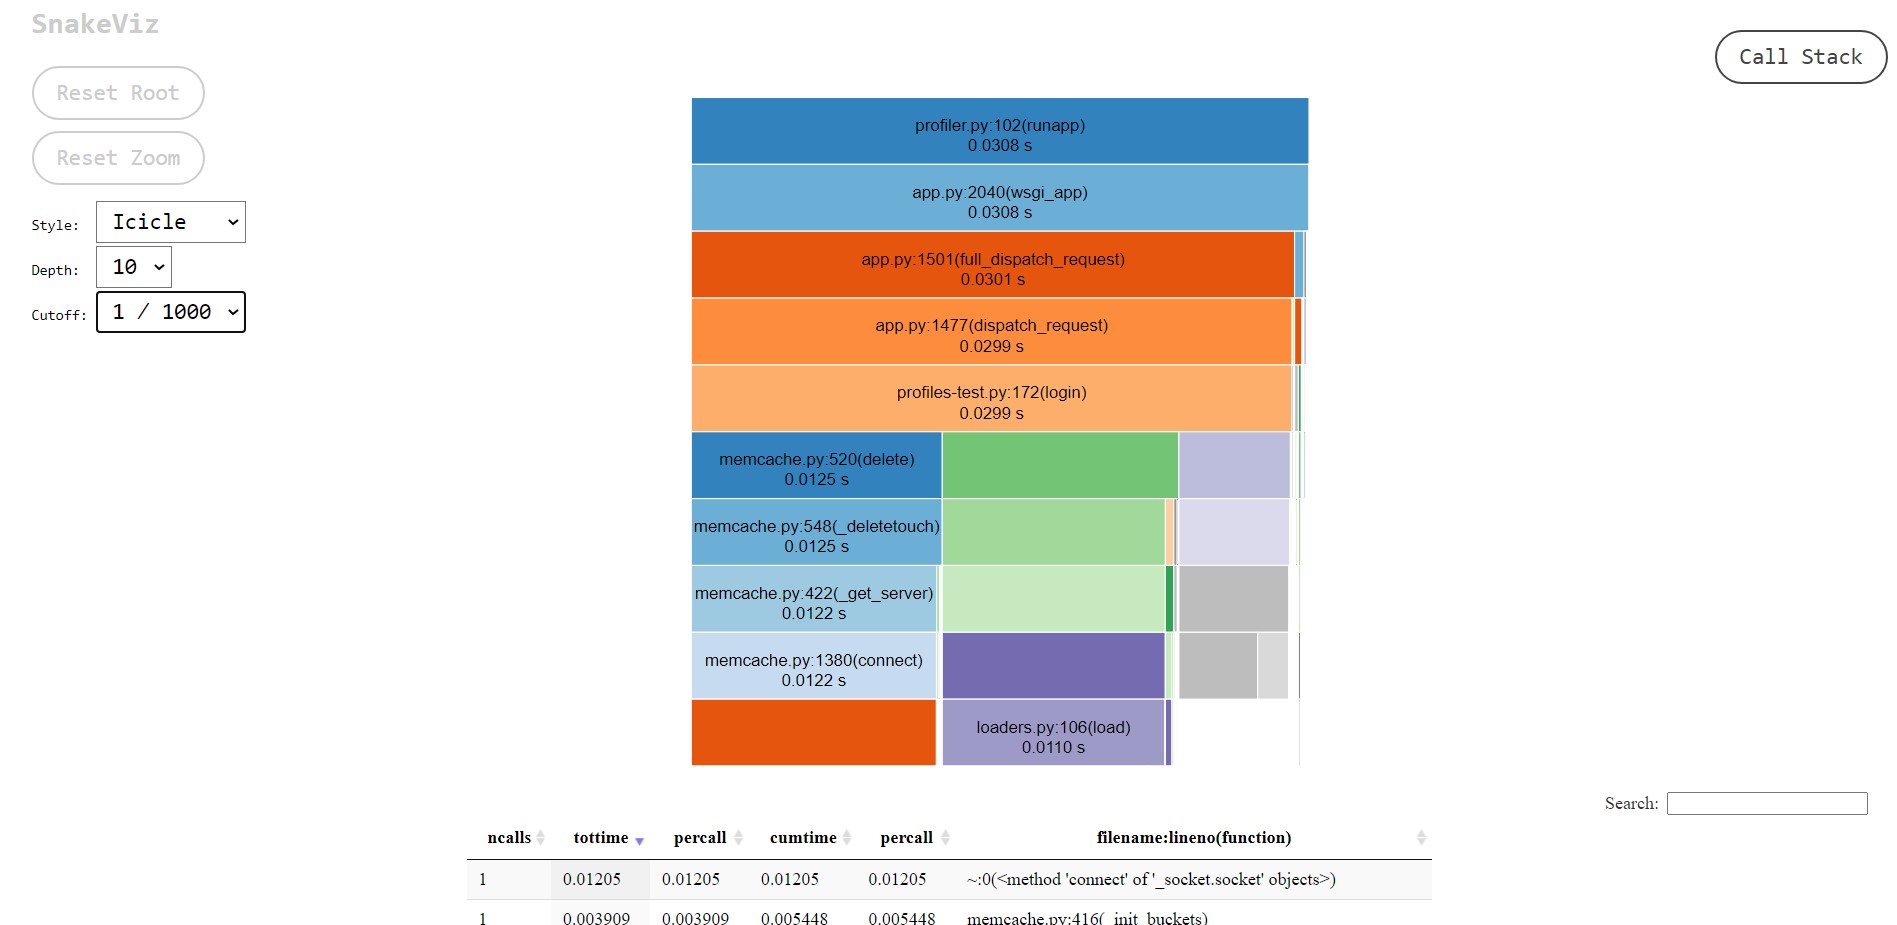 SnakeViz
Call Stack
Reset Root
Reset Zoom
Style: Icicle
Depth: 10
Cutoff: 1 / 1000
profiler.py:102(runapp)
0.0308 s
app.py:2040(wsgi_app)
0.0308 s
app.py:1501(full_dispatch_request)
0.0301 s
app.py:1477(dispatch_request)
0.0299 s
profiles-test.py:172(login)
0.0299 s
memcache.py:520(delete)
0.0125 s
memcache.py:548(_deletetouch)
0.0125 s
memcache.py:422(_get_server)
0.0122 s
memcache.py:1380(connect)
0.0122 s
loaders.py:106(load)
0.0110 s
Search:
ncalls tottime percall cumtime percall filename:lineno(function)
1 0.01205 0.01205 0.01205 0.01205 ~:0(<method 'connect' of '_socket.socket' objects>)
1 0.003909 0.003909 0.005448 0.005448 memcache.py:416(_init_buckets)